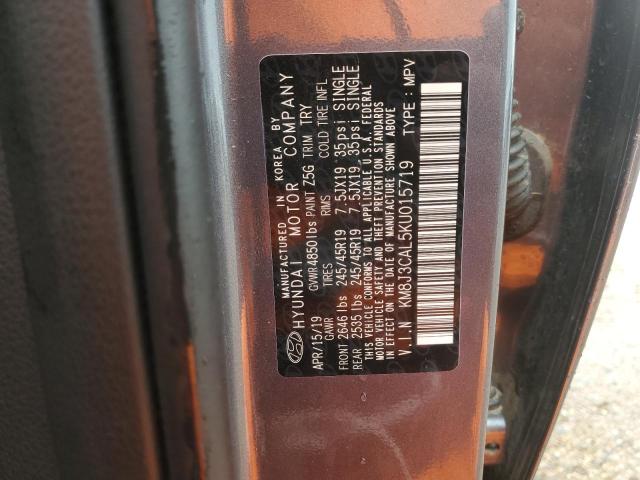 MANUFACTURED IN KOREA BY
HYUNDAI MOTOR COMPANY
APR/15/19 GVWR 4850 lbs PAINT Z5G TRIM TRY
GAWR TIRES RIMS COLD TIRE INFL
FRONT 2646 lbs 245/45R19 7.5JX19, 35psi SINGLE
REAR 2535 lbs 245/45R19 7.5JX19, 35psi SINGLE
THIS VEHICLE CONFORMS TO ALL APPLICABLE U.S.A. FEDERAL
MOTOR VEHICLE SAFETY AND THEFT PREVENTION STANDARDS
IN EFFECT ON THE DATE OF MANUFACTURE SHOWN ABOVE
V.I.N KM8J3CAL5KU015719 TYPE: MPV